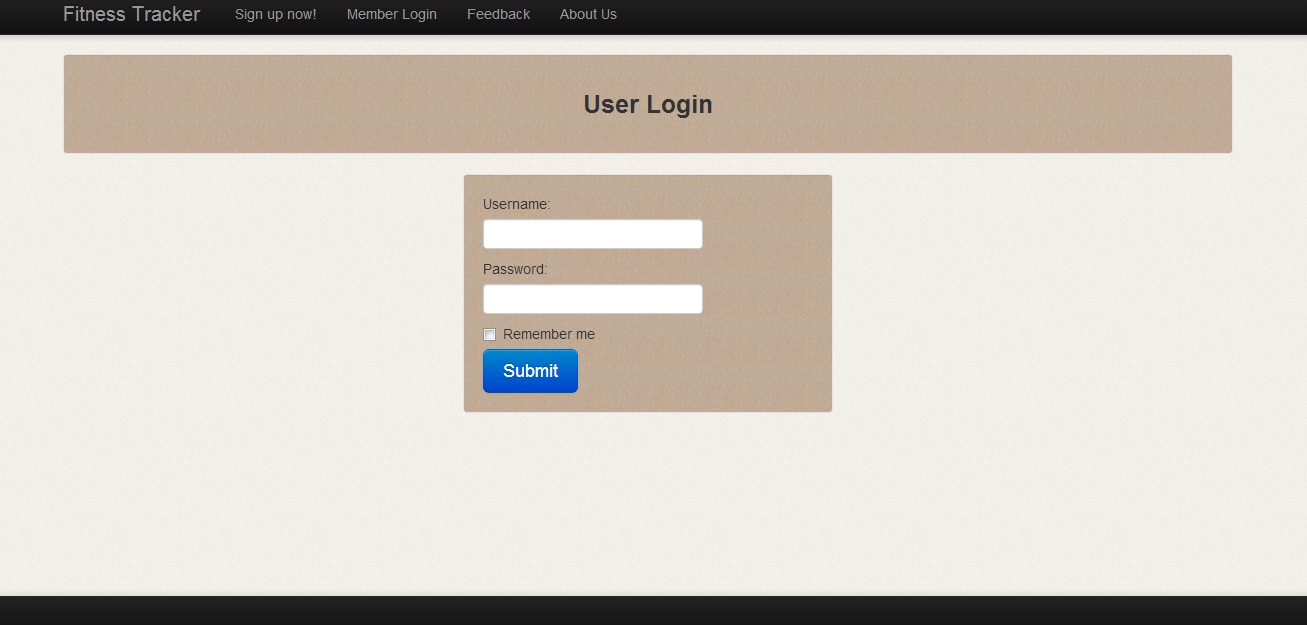 Fitness Tracker Sign up now! Member Login Feedback About Us
User Login
Username:
Password:
Remember me
Submit